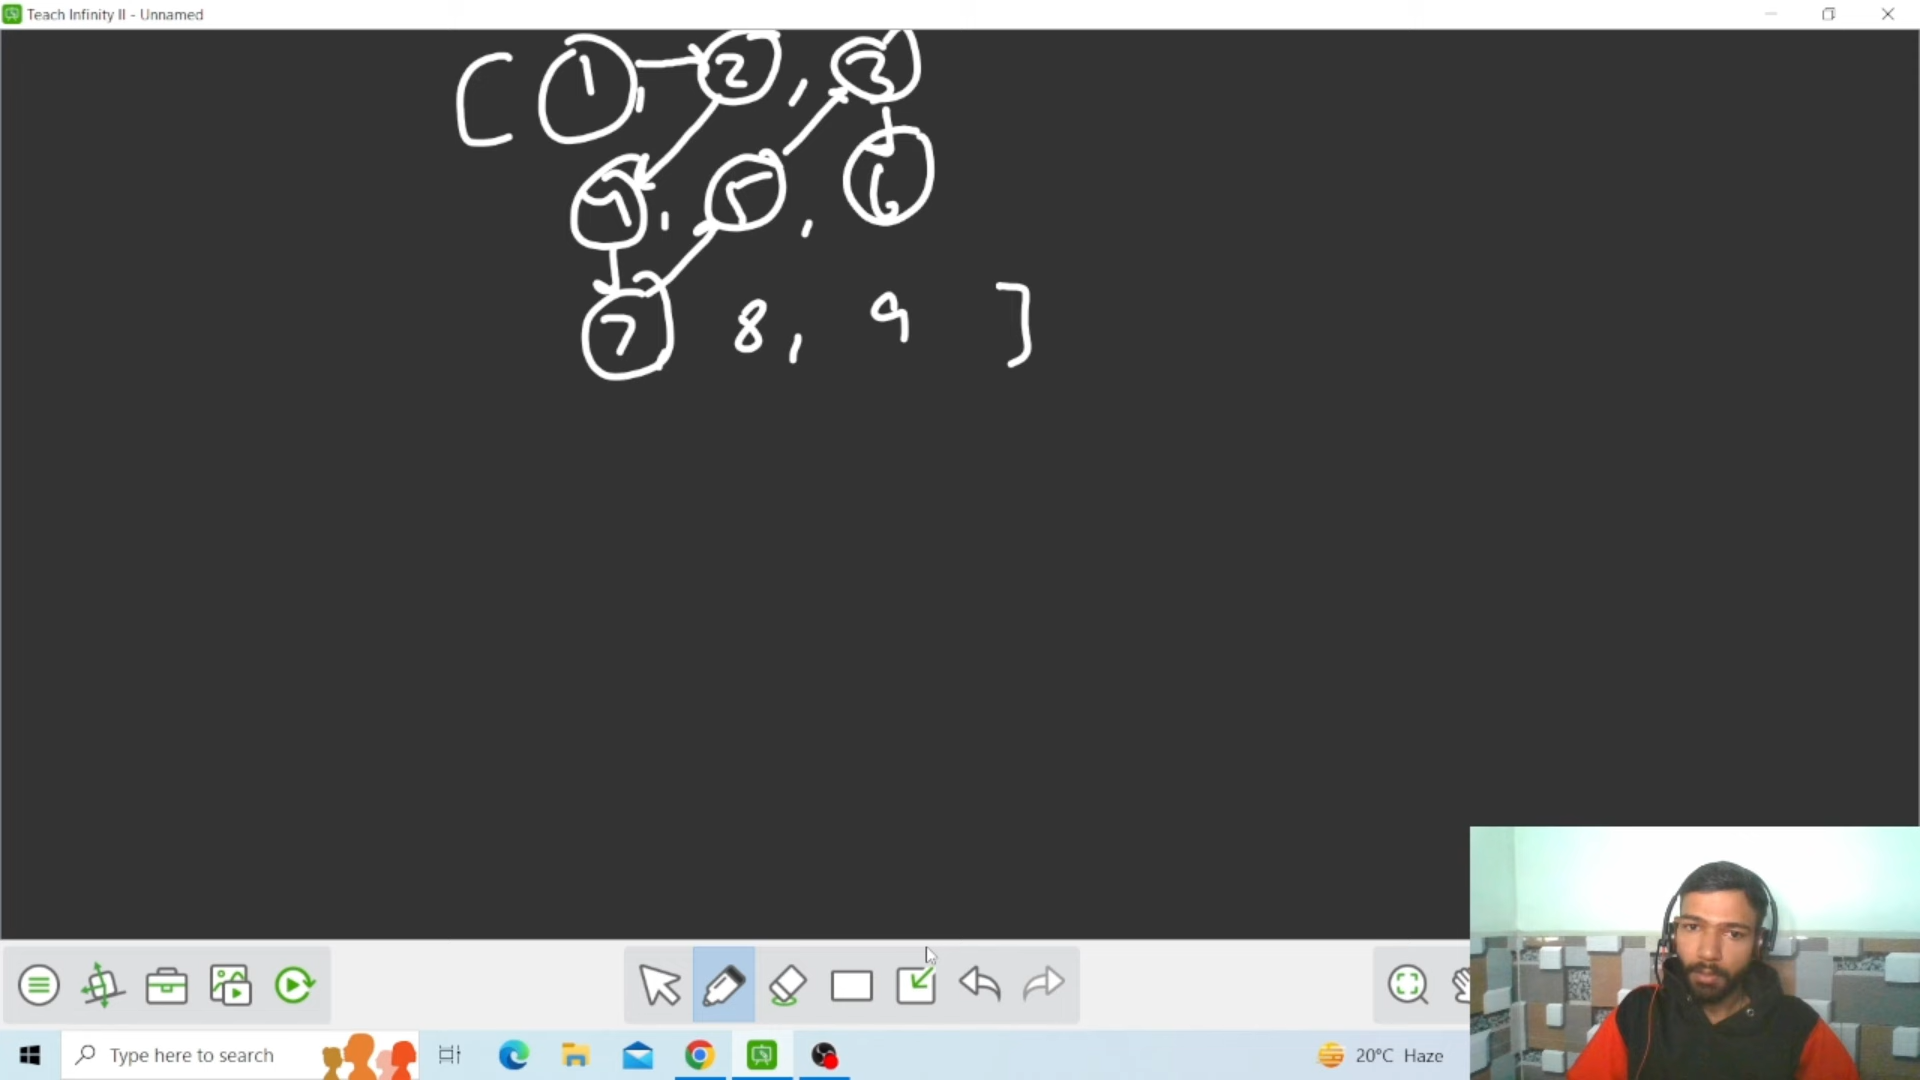 Teach Infinity II - Unnamed
[ 1, 2, 3
4, 5, 6
7 8, 9 ]
Type here to search
20°C Haze